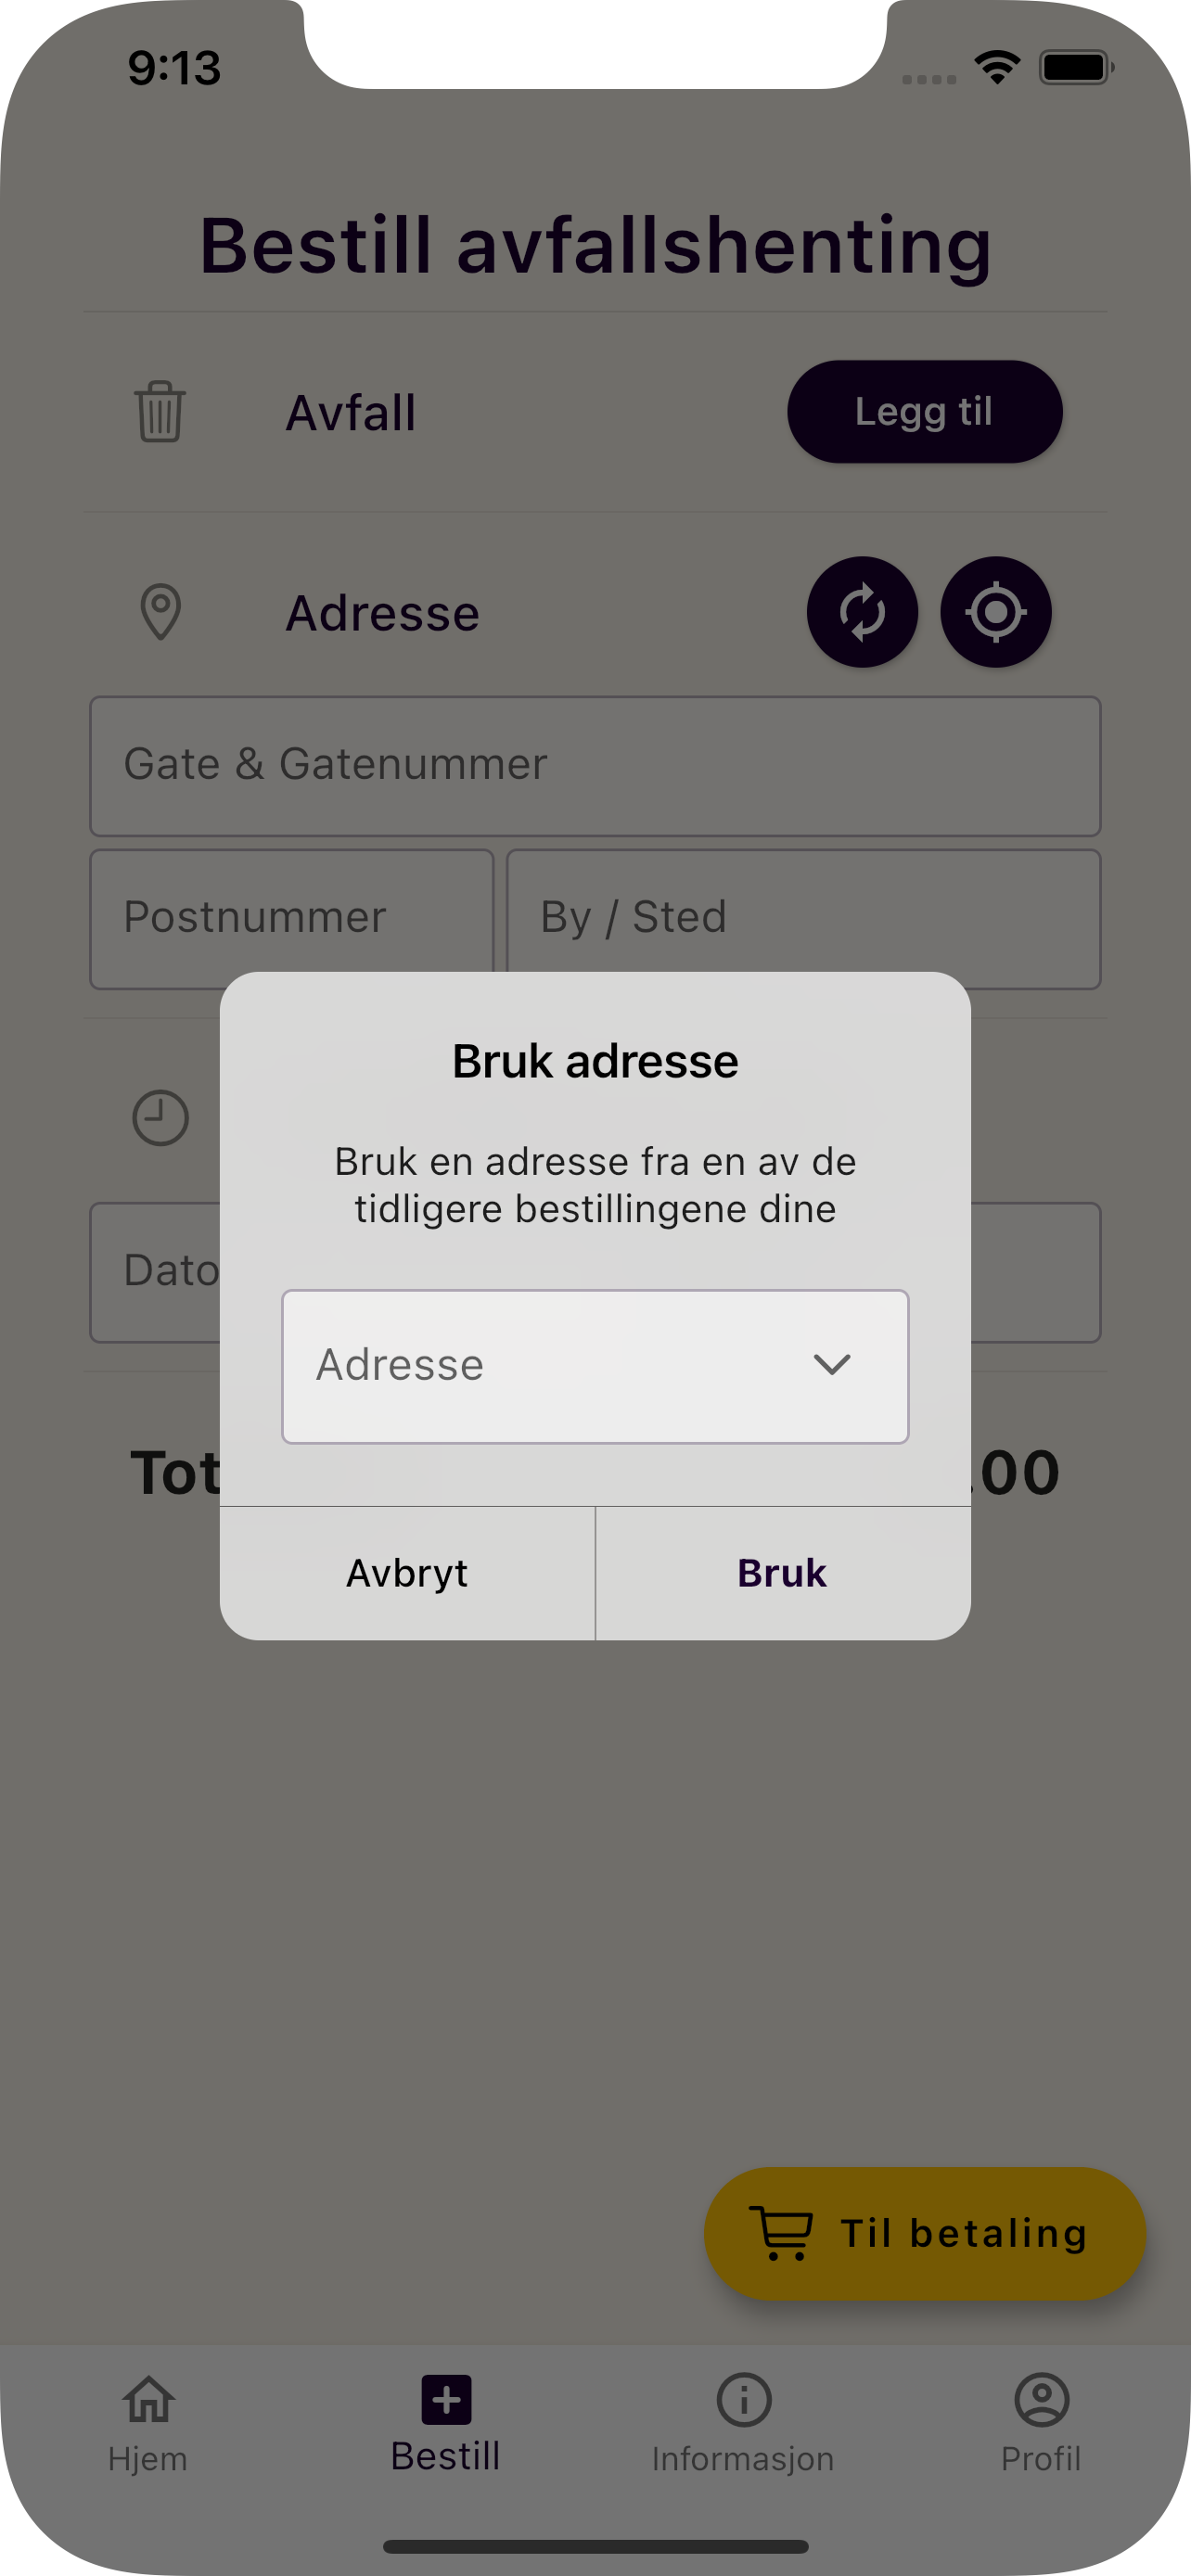 9:13
Bestill avfallshenting
Avfall
Legg til
Adresse
Gate & Gatenummer
Postnummer
By / Sted
Bruk adresse
Bruk en adresse fra en av de
tidligere bestillingene dine
Dato
Adresse
Tot
.00
Avbryt
Bruk
Til betaling
Hjem
Bestill
Informasjon
Profil